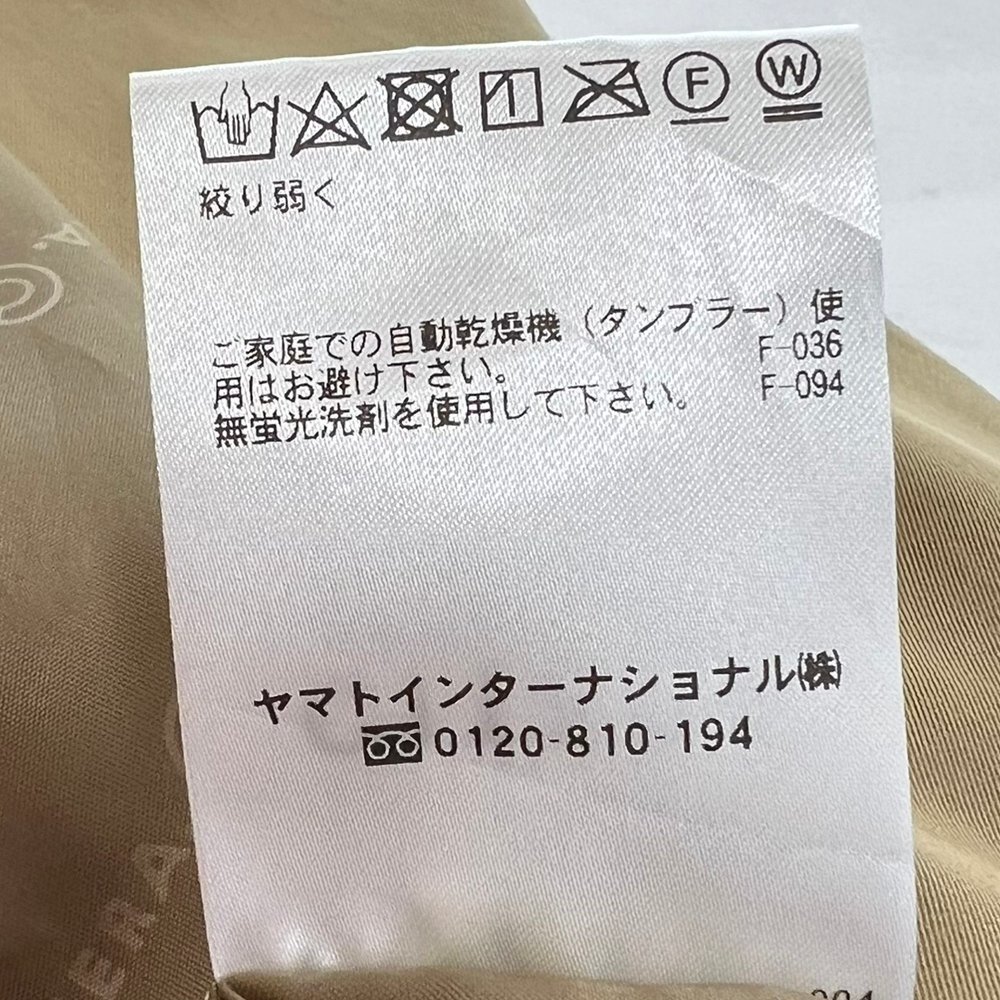 F W
絞り弱く
ご家庭での自動乾燥機(タンブラー)使
用はお避け下さい。 F-036
無蛍光洗剤を使用して下さい。 F-094
ヤマトインターナショナル㈱
0120-810-194
ERA